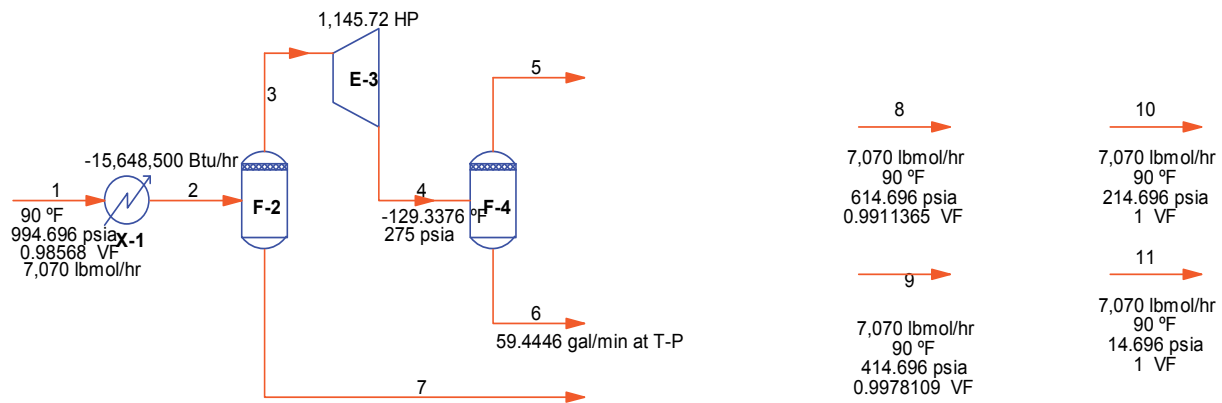 1,145.72 HP
E-3
3
5
-15,648,500 Btu/hr
1
2
F-2
4
-129.3376 ºF
275 psia
F-4
90 ºF
994.696 psia
0.98568 VF
7,070 lbmol/hr
X-1
6
59.4446 gal/min at T-P
7
8
7,070 lbmol/hr
90 ºF
614.696 psia
0.9911365 VF
10
7,070 lbmol/hr
90 ºF
214.696 psia
1 VF
9
7,070 lbmol/hr
90 ºF
414.696 psia
0.9978109 VF
11
7,070 lbmol/hr
90 ºF
14.696 psia
1 VF